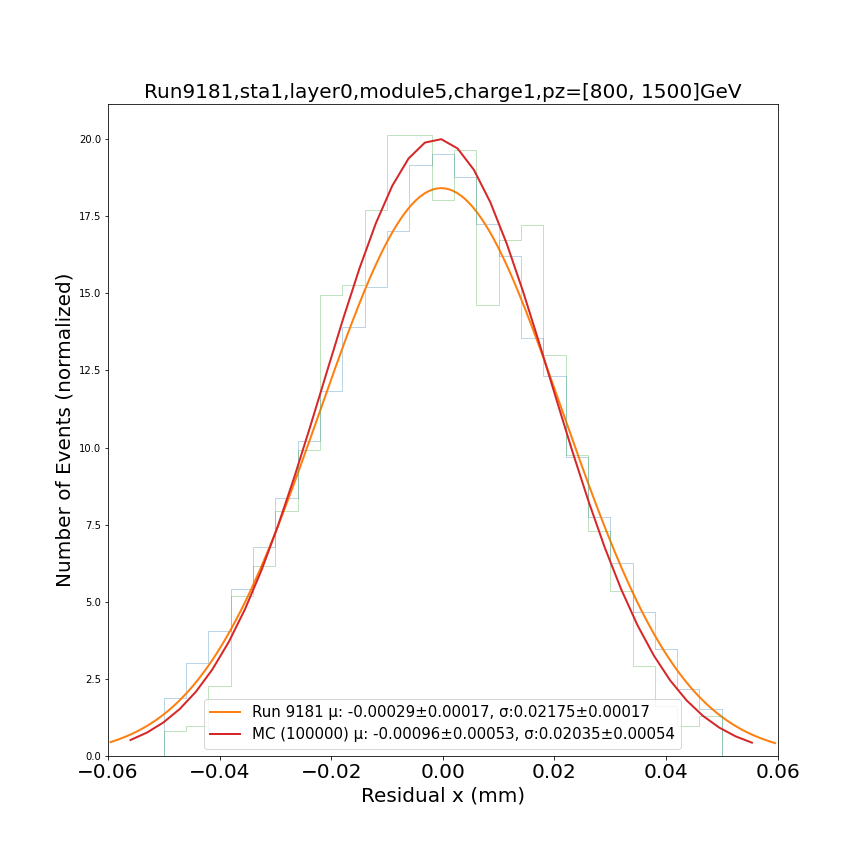 Run9181,sta1,layer0,module5,charge1,pz=[800, 1500]GeV
Number of Events (normalized)
20.0
17.5
15.0
12.5
10.0
7.5
5.0
2.5
0.0
Run 9181 μ: -0.00029±0.00017, σ:0.02175±0.00017
MC (100000) μ: -0.00096±0.00053, σ:0.02035±0.00054
−0.06 −0.04 −0.02 0.00 0.02 0.04 0.06
Residual x (mm)